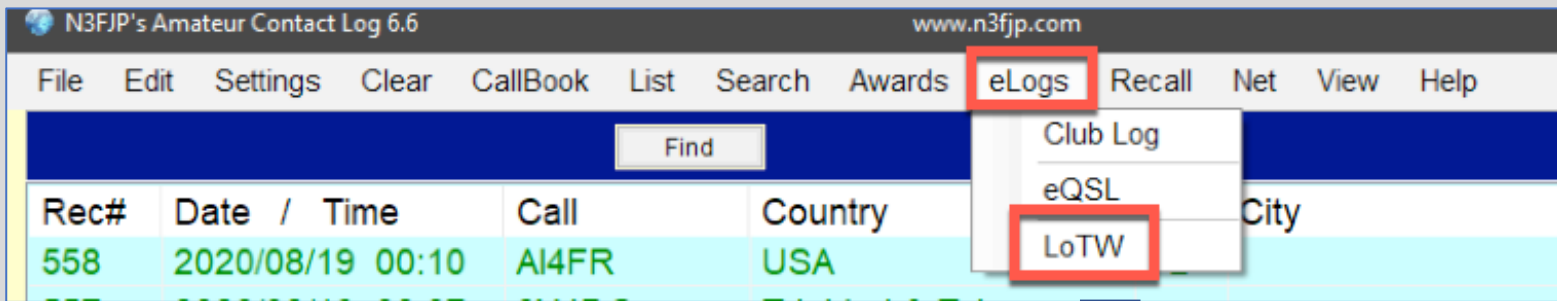 N3FJP's Amateur Contact Log 6.6 www.n3fjp.com
File Edit Settings Clear CallBook List Search Awards eLogs Recall Net View Help
Club Log
Find
eQSL
Rec# Date / Time Call Country City
LoTW
558 2020/08/19 00:10 AI4FR USA